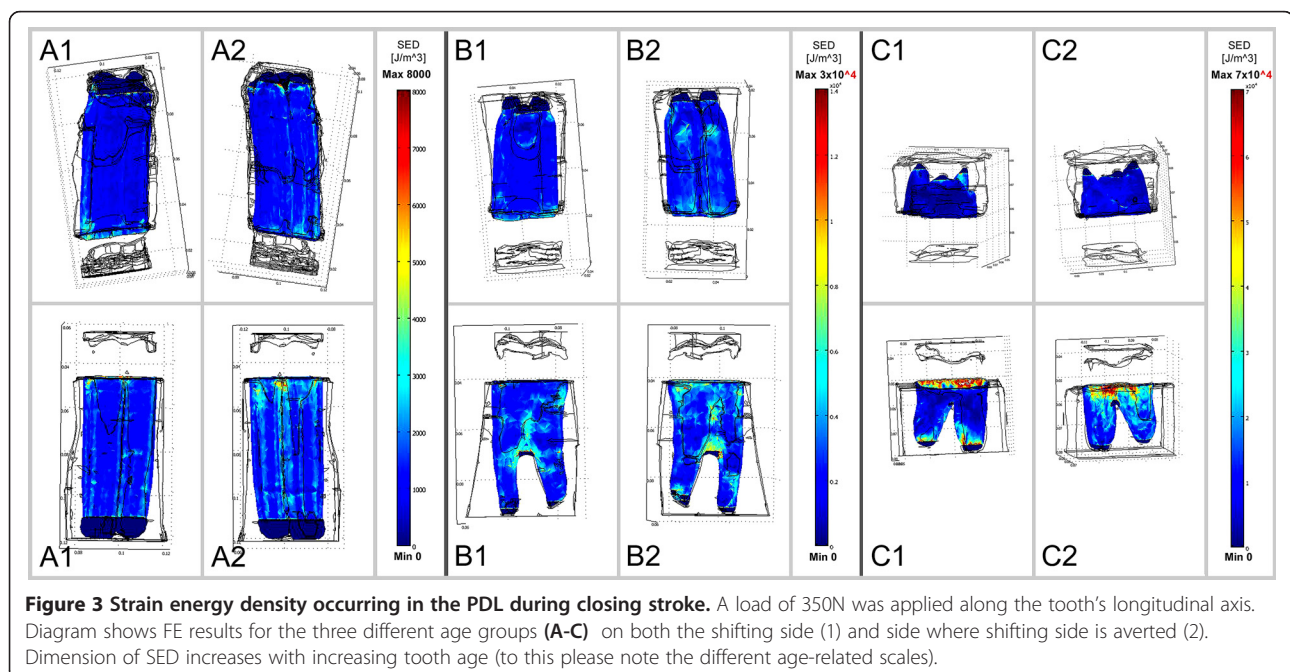 A1
A2
SED
[J/m^3]
Max 8000
8000
7000
6000
5000
4000
3000
2000
1000
0
Min 0
B1
B2
SED
[J/m^3]
Max 3x10^4
x10⁴
1.4
1.2
1
0.8
0.6
0.4
0.2
0
Min 0
C1
C2
SED
[J/m^3]
Max 7x10^4
x10⁴
7
6
5
4
3
2
1
0
Min 0
A1
A2
B1
B2
C1
C2
Figure 3 Strain energy density occurring in the PDL during closing stroke. A load of 350N was applied along the tooth's longitudinal axis.
Diagram shows FE results for the three different age groups (A-C) on both the shifting side (1) and side where shifting side is averted (2).
Dimension of SED increases with increasing tooth age (to this please note the different age-related scales).